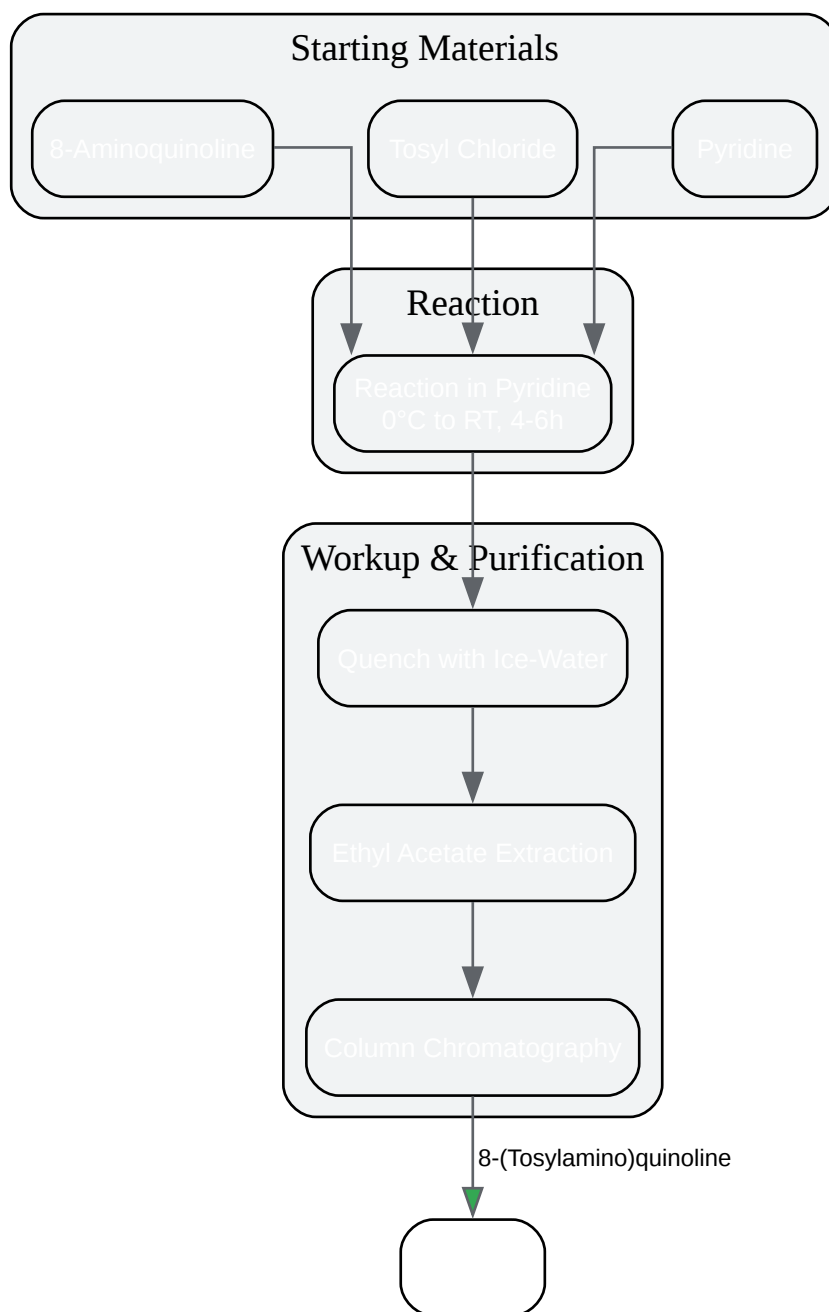 Starting Materials
8-Aminoquinoline
Tosyl Chloride
Pyridine
Reaction
Reaction in Pyridine
0°C to RT, 4-6h
Workup & Purification
Quench with Ice-Water
Ethyl Acetate Extraction
Column Chromatography
8-(Tosylamino)quinoline